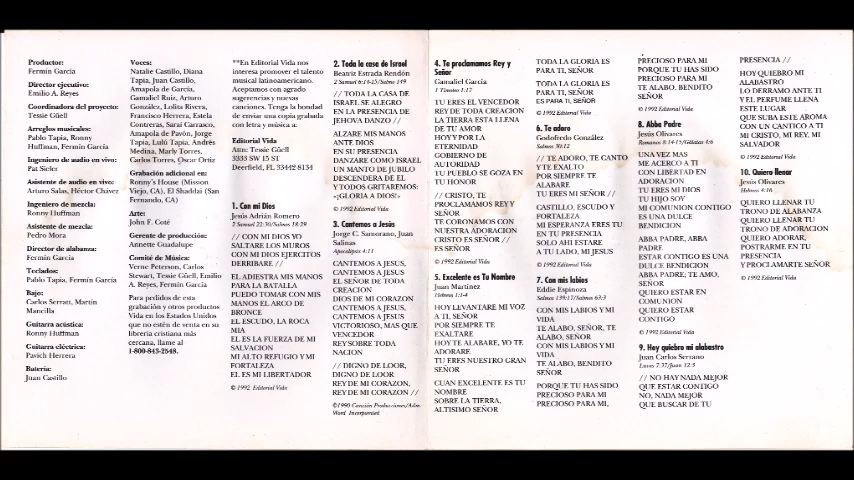 Productor:
Fermín García
Director ejecutivo:
Emilio A. Reyes
Coordinadora del proyecto:
Tessie Güell
Arreglos musicales:
Pablo Tapia, Ronny
Huffman, Fermín García
Ingeniero de audio en vivo:
Pat Sieler
Asistente de audio en vivo:
Arturo Salas, Héctor Chávez
Ingeniero de mezcla:
Ronny Huffman
Asistente de mezcla:
Pedro Mora
Director de alabanza:
Fermín García
Teclados:
Pablo Tapia, Fermín García
Bajo:
Carlos Serratt, Martín
Mancilla
Guitarra acústica:
Ronny Huffman
Guitarra eléctrica:
Pavich Herrera
Batería:
Juan Castillo
Voces:
Natalie Castillo, Diana
Tapia, Juan Castillo,
Amapola de García,
Gamaliel Ruiz, Arturo
González, Lolita Rivera,
Francisco Herrera, Estela
Contreras, Sarai Carrasco,
Amapola de Pavón, Jorge
Tapia, Lulú Tapia, Andrés
Medina, Marly Torres,
Carlos Torres, Oscar Ortiz
Grabación adicional en:
Ronny's House (Misson
Viejo, CA), El Shaddai (San
Fernando, CA)
Arte:
John F. Coté
Gerente de producción:
Annette Guadalupe
Comité de Música:
Verne Peterson, Carlos
Stewart, Tessie Güell, Emilio
A. Reyes, Fermín García
Para pedidos de esta
grabación y otros productos
Vida en los Estados Unidos
que no estén de venta en su
librería cristiana más
cercana, llame al
1-800-843-2548.
**En Editorial Vida nos
interesa promover el talento
musical latinoamericano.
Aceptamos con agrado
sugerencias y nuevas
canciones. Tenga la bondad
de enviar una copia grabada
con letra y música a:
Editorial Vida
Attn: Tessie Güell
3333 SW 15 ST
Deerfield, FL 33442-8134
1. Con mi Dios
Jesús Adrián Romero
2 Samuel 22:30/Salmos 18:29
// CON MI DIOS YO
SALTARE LOS MUROS
CON MI DIOS EJERCITOS
DERRIBARE //
EL ADIESTRA MIS MANOS
PARA LA BATALLA
PUEDO TOMAR CON MIS
MANOS EL ARCO DE
BRONCE
EL ESCUDO, LA ROCA
MIA
EL ES LA FUERZA DE MI
SALVACION
MI ALTO REFUGIO Y MI
FORTALEZA
EL ES MI LIBERTADOR
© 1992 Editorial Vida
2. Toda la casa de Israel
Beatriz Estrada Rendón
2 Samuel 6:14-15/Salmo 149
// TODA LA CASA DE
ISRAEL SE ALEGRO
EN LA PRESENCIA DE
JEHOVA DANZO //
ALZARE MIS MANOS
ANTE DIOS
EN SU PRESENCIA
DANZARE COMO ISRAEL
UN MANTO DE JUBILO
DESCENDERA DE EL
Y TODOS GRITAREMOS:
«¡GLORIA A DIOS!»
© 1992 Editorial Vida
3. Cantemos a Jesús
Jorge C. Samorano, Juan
Salinas
Apocalipsis 4:11
CANTEMOS A JESUS,
CANTEMOS A JESUS
EL SEÑOR DE TODA
CREACION
DIOS DE MI CORAZON
CANTEMOS A JESUS,
CANTEMOS A JESUS
VICTORIOSO, MAS QUE
VENCEDOR
REY SOBRE TODA
NACION
// DIGNO DE LOOR,
DIGNO DE LOOR
REY DE MI CORAZON,
REY DE MI CORAZON //
©1990 Canción Producciones/Adm.
Word Incorporated
4. Te proclamamos Rey y
Señor
Gamaliel García
1 Timoteo 1:17
TU ERES EL VENCEDOR
REY DE TODA CREACION
LA TIERRA ESTA LLENA
DE TU AMOR
HOY Y POR LA
ETERNIDAD
GOBIERNO DE
AUTORIDAD
TU PUEBLO SE GOZA EN
TU HONOR
// CRISTO, TE
PROCLAMAMOS REY Y
SEÑOR
TE CORONAMOS CON
NUESTRA ADORACION
CRISTO ES SEÑOR //
ES SEÑOR
© 1992 Editorial Vida
5. Excelente es Tu Nombre
Juan Martínez
Hebreos 1:1-4
HOY LEVANTARE MI VOZ
A TI, SEÑOR
POR SIEMPRE TE
EXALTARE
HOY TE ALABARE, YO TE
ADORARE
TU ERES NUESTRO GRAN
SEÑOR
CUAN EXCELENTE ES TU
NOMBRE
SOBRE LA TIERRA,
ALTISIMO SEÑOR
TODA LA GLORIA ES
PARA TI, SEÑOR
TODA LA GLORIA ES
PARA TI, SEÑOR
ES PARA TI, SEÑOR
© 1992 Editorial Vida
6. Te adoro
Godofredo González
Salmos 30:12
// TE ADORO, TE CANTO
Y TE EXALTO
POR SIEMPRE TE
ALABARE
TU ERES MI SEÑOR //
CASTILLO, ESCUDO Y
FORTALEZA
MI ESPERANZA ERES TU
EN TU PRESENCIA
SOLO AHI ESTARE
A TU LADO, MI JESUS
© 1992 Editorial Vida
7. Con mis labios
Eddie Espinoza
Salmos 139:17/Salmos 63:3
CON MIS LABIOS Y MI
VIDA
TE ALABO, SEÑOR, TE
ALABO, SEÑOR
CON MIS LABIOS Y MI
VIDA
TE ALABO, BENDITO
SEÑOR
PORQUE TU HAS SIDO
PRECIOSO PARA MI
PRECIOSO PARA MI,
PRECIOSO PARA MI
PORQUE TU HAS SIDO
PRECIOSO PARA MI
TE ALABO, BENDITO
SEÑOR
© 1992 Editorial Vida
8. Abba Padre
Jesús Olivares
Romanos 8:14-15/Gálatas 4:6
UNA VEZ MAS
ME ACERCO A TI
CON LIBERTAD EN
ADORACION
TU ERES MI DIOS
TU HIJO SOY
MI COMUNION CONTIGO
ES UNA DULCE
BENDICION
ABBA PADRE, ABBA
PADRE
ESTAR CONTIGO ES UNA
DULCE BENDICION
ABBA PADRE, TE AMO,
SEÑOR
QUIERO ESTAR EN
COMUNION
QUIERO ESTAR
CONTIGO
© 1992 Editorial Vida
9. Hoy quiebro mi alabastro
Juan Carlos Serrano
Lucas 7:37/Juan 12:3
// NO HAY NADA MEJOR
QUE ESTAR CONTIGO
NO, NADA MEJOR
QUE BUSCAR DE TU
PRESENCIA //
HOY QUIEBRO MI
ALABASTRO
LO DERRAMO ANTE TI
Y EL PERFUME LLENA
ESTE LUGAR
QUE SUBA ESTE AROMA
CON UN CANTICO A TI
MI CRISTO, MI REY, MI
SALVADOR
© 1992 Editorial Vida
10. Quiero llenar
Jesús Olivares
Hebreos 4:16
QUIERO LLENAR TU
TRONO DE ALABANZA
QUIERO LLENAR TU
TRONO DE ADORACION
QUIERO ADORAR,
POSTRARME EN TU
PRESENCIA
Y PROCLAMARTE SEÑOR
© 1992 Editorial Vida